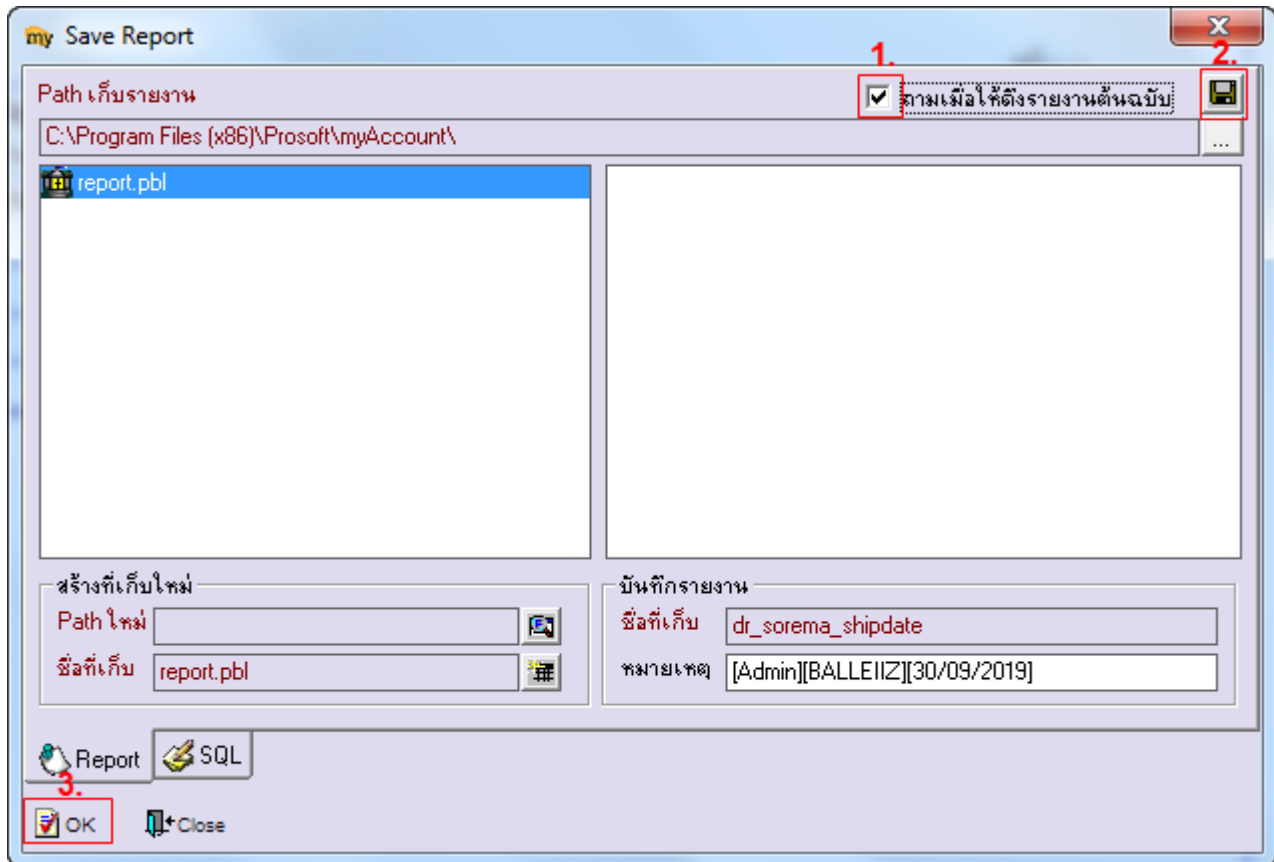 my Save Report
1.
2.
Path เก็บรายงาน
ถามเมื่อให้ดึงรายงานต้นฉบับ
C:\Program Files (x86)\Prosoft\myAccount\
...
report.pbl
สร้างที่เก็บใหม่
Path ใหม่
ชื่อที่เก็บ report.pbl
บันทึกรายงาน
ชื่อที่เก็บ dr_sorema_shipdate
หมายเหตุ [Admin][BALLEIIZ][30/09/2019]
Report SQL
3.
OK Close